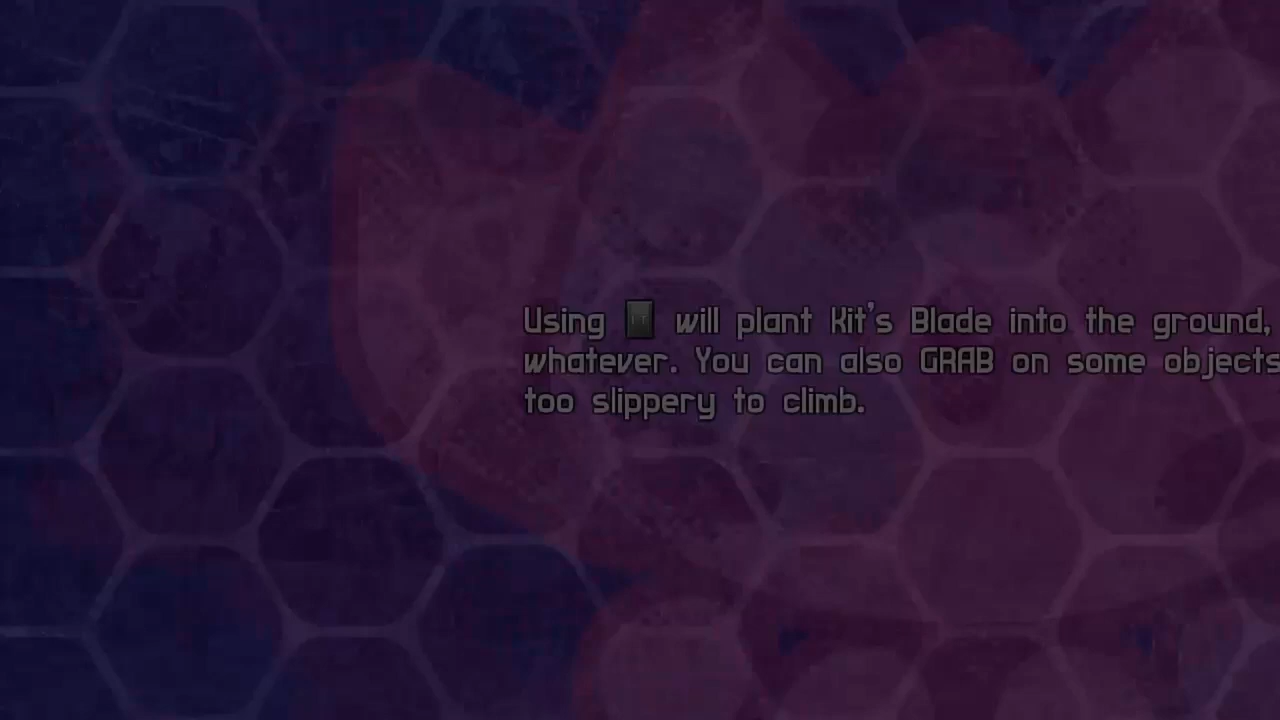 Using will plant Kit's Blade into the ground,
whatever. You can also GRAB on some objects
too slippery to climb.